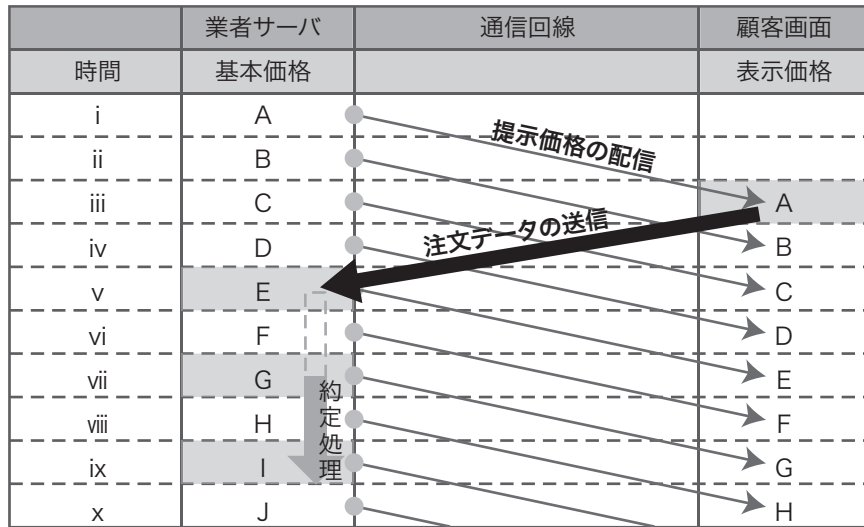 業者サーバ 通信回線 顧客画面
時間 基本価格 表示価格
i A
ii B
提示価格の配信
iii C A
注文データの送信
iv D B
v E C
vi F D
vii G E
約定処理
viii H F
ix I G
x J H